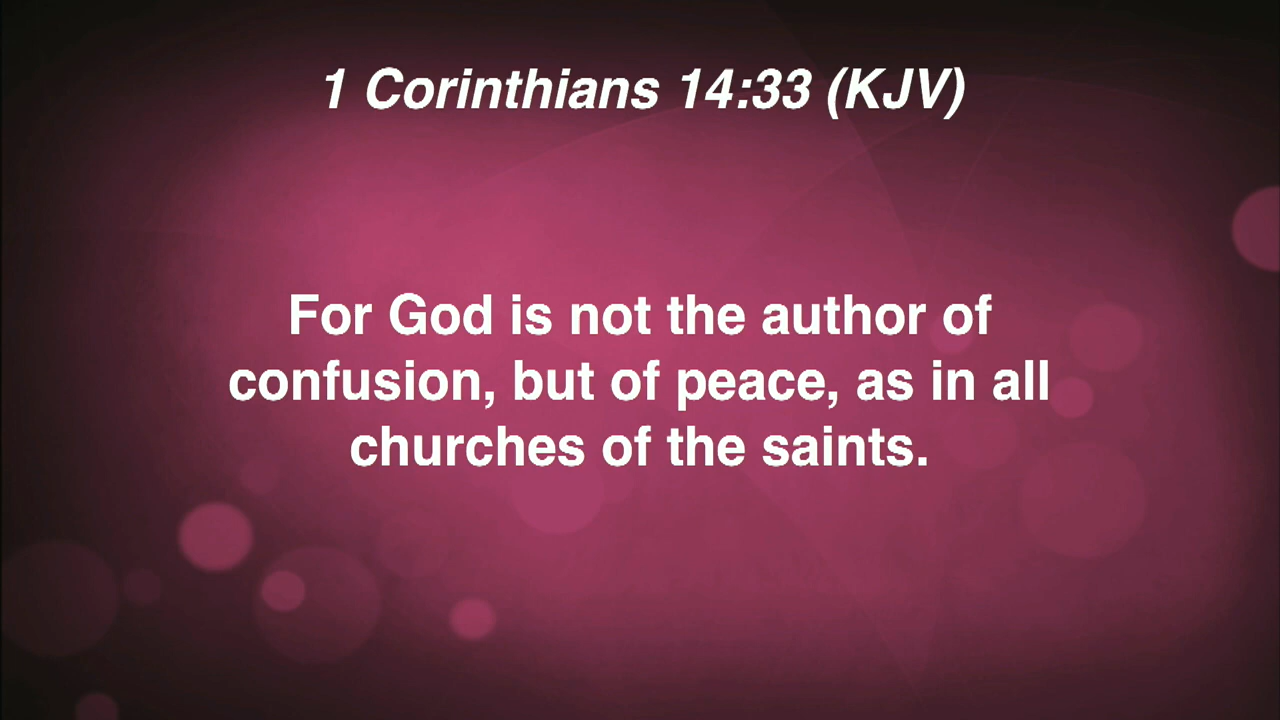 1 Corinthians 14:33 (KJV)
For God is not the author of
confusion, but of peace, as in all
churches of the saints.